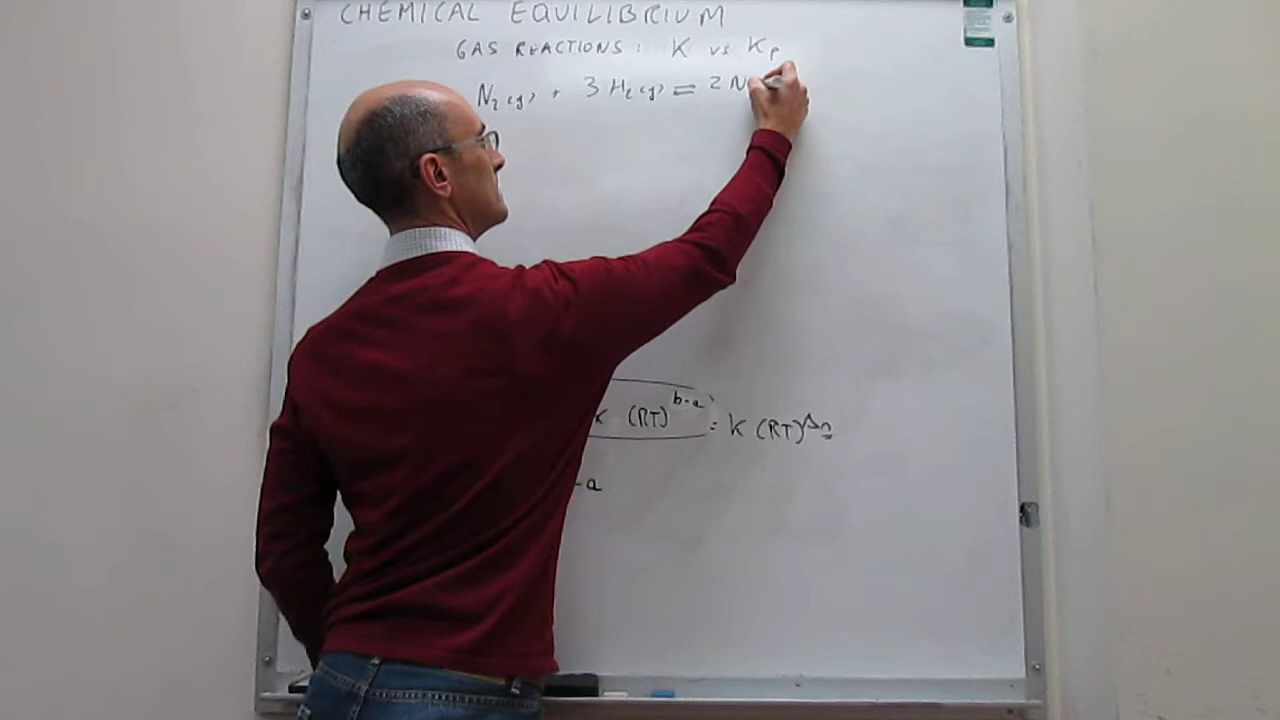 CHEMICAL EQUILIBRIUM
GAS REACTIONS: K vs Kp
N2(g) + 3 H2(g) = 2 N
K (RT)^b-a = K (RT)^Δn
-a